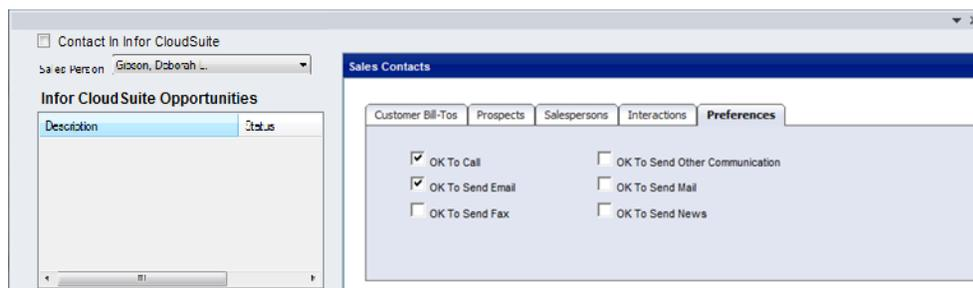 Contact In Infor CloudSuite
Sales Person Gibson, Deborah L.
Infor CloudSuite Opportunities
Description Status
Sales Contacts
Customer Bill-Tos Prospects Salespersons Interactions Preferences
OK To Call OK To Send Other Communication
OK To Send Email OK To Send Mail
OK To Send Fax OK To Send News